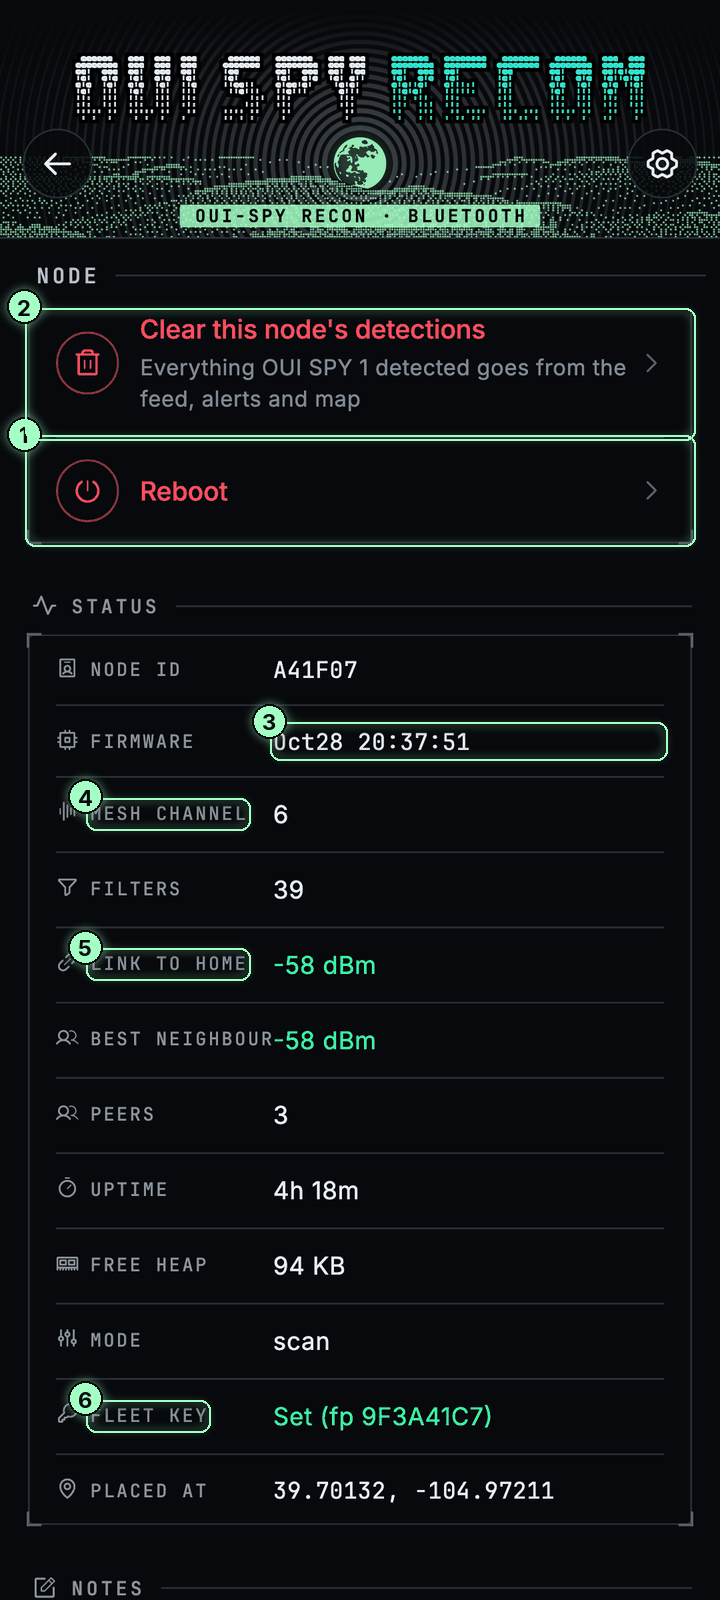 OUI SPY RECON
OUI-SPY RECON · BLUETOOTH
NODE
2
Clear this node's detections
Everything OUI SPY 1 detected goes from the
feed, alerts and map
1
Reboot
STATUS
NODE ID A41F07
3
FIRMWARE Oct28 20:37:51
4
MESH CHANNEL 6
FILTERS 39
5
LINK TO HOME -58 dBm
BEST NEIGHBOUR -58 dBm
PEERS 3
UPTIME 4h 18m
FREE HEAP 94 KB
MODE scan
6
FLEET KEY Set (fp 9F3A41C7)
PLACED AT 39.70132, -104.97211
NOTES